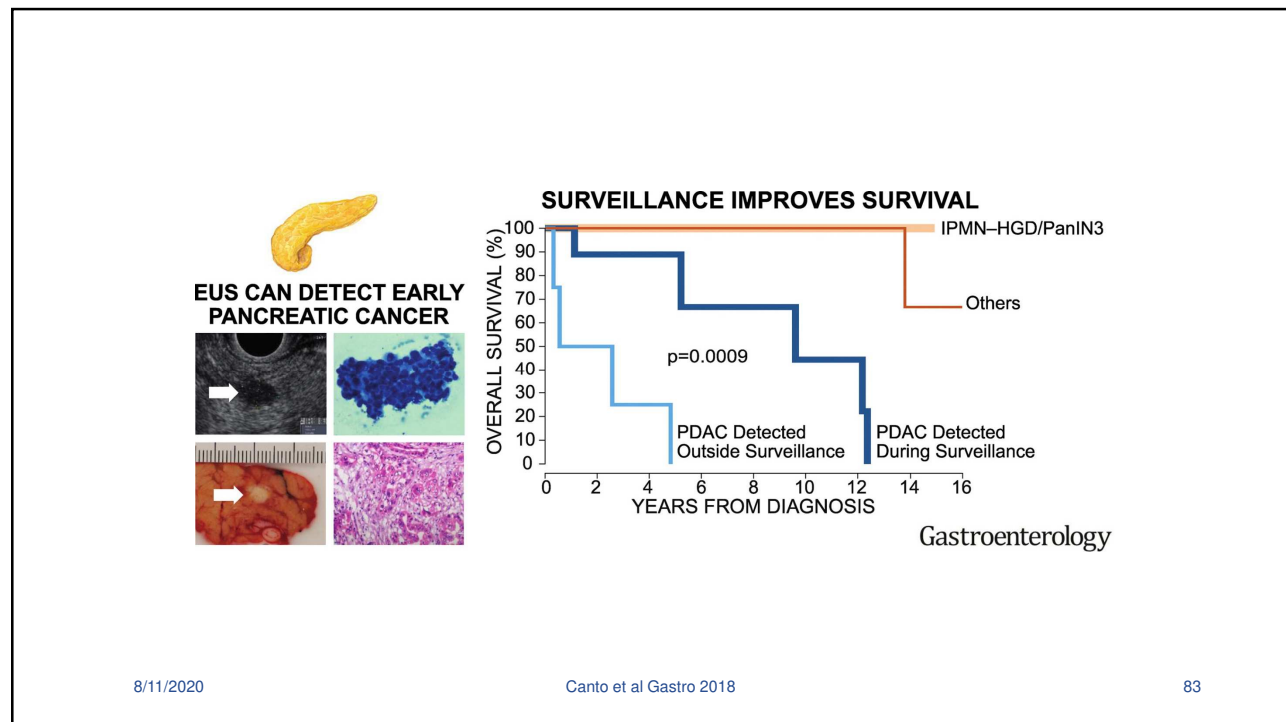 EUS CAN DETECT EARLY
PANCREATIC CANCER
SURVEILLANCE IMPROVES SURVIVAL
OVERALL SURVIVAL (%)
100
90
80
70
60
50
40
30
20
10
0
IPMN–HGD/PanIN3
Others
p=0.0009
PDAC Detected
Outside Surveillance
PDAC Detected
During Surveillance
0 2 4 6 8 10 12 14 16
YEARS FROM DIAGNOSIS
Gastroenterology
8/11/2020
Canto et al Gastro 2018
83